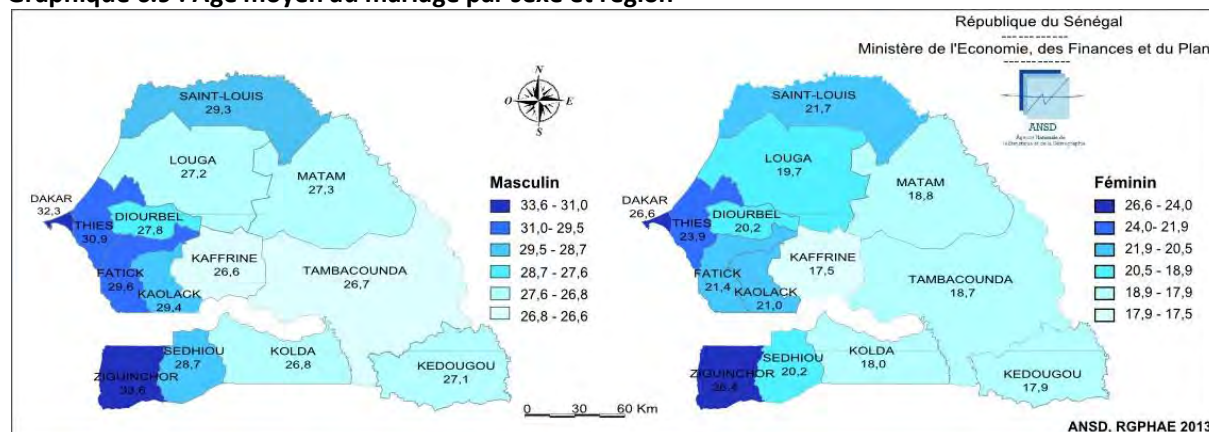 Graphique 6.5 : Age moyen au mariage par sexe et région
République du Sénégal
Ministère de l'Economie, des Finances et du Plan
ANSD
N
O
E
S
SAINT-LOUIS
29,3
LOUGA
27,2
MATAM
27,3
DAKAR
32,3
THIES
30,9
DIOURBEL
27,8
KAFFRINE
26,6
TAMBACOUNDA
26,7
FATICK
29,6
KAOLACK
29,4
SEDHIOU
28,7
KOLDA
26,8
KEDOUGOU
27,1
ZIGUINCHOR
33,6
Masculin
33,6 - 31,0
31,0- 29,5
29,5 - 28,7
28,7 - 27,6
27,6 - 26,8
26,8 - 26,6
0 30 60 Km
SAINT-LOUIS
21,7
LOUGA
19,7
MATAM
18,8
DAKAR
26,6
THIES
23,9
DIOURBEL
20,2
KAFFRINE
17,5
TAMBACOUNDA
18,7
FATICK
21,4
KAOLACK
21,0
SEDHIOU
20,2
KOLDA
18,0
KEDOUGOU
17,9
ZIGUINCHOR
Féminin
26,6 - 24,0
24,0- 21,9
21,9 - 20,5
20,5 - 18,9
18,9 - 17,9
17,9 - 17,5
ANSD. RGPHAE 2013